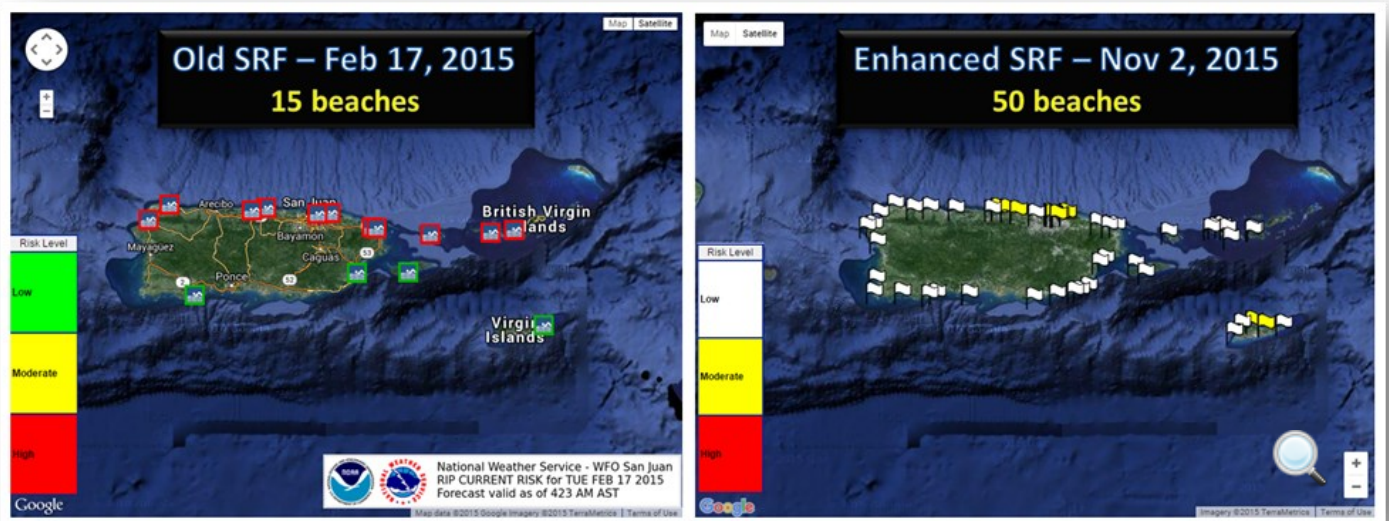 Map Satellite
Old SRF – Feb 17, 2015
15 beaches
Arecibo
San Juan
British Virgin
Islands
Bayamon
Mayagüez
Caguas
53
Risk Level
Ponce
52
2
Low
Virgin
Islands
Moderate
High
National Weather Service - WFO San Juan
RIP CURRENT RISK for TUE FEB 17 2015
Forecast valid as of 423 AM AST
Google
Map data ©2015 Google Imagery ©2015 TerraMetrics Terms of Use
Map Satellite
Enhanced SRF – Nov 2, 2015
50 beaches
Risk Level
Low
Moderate
High
Google
Imagery ©2015 TerraMetrics Terms of Use